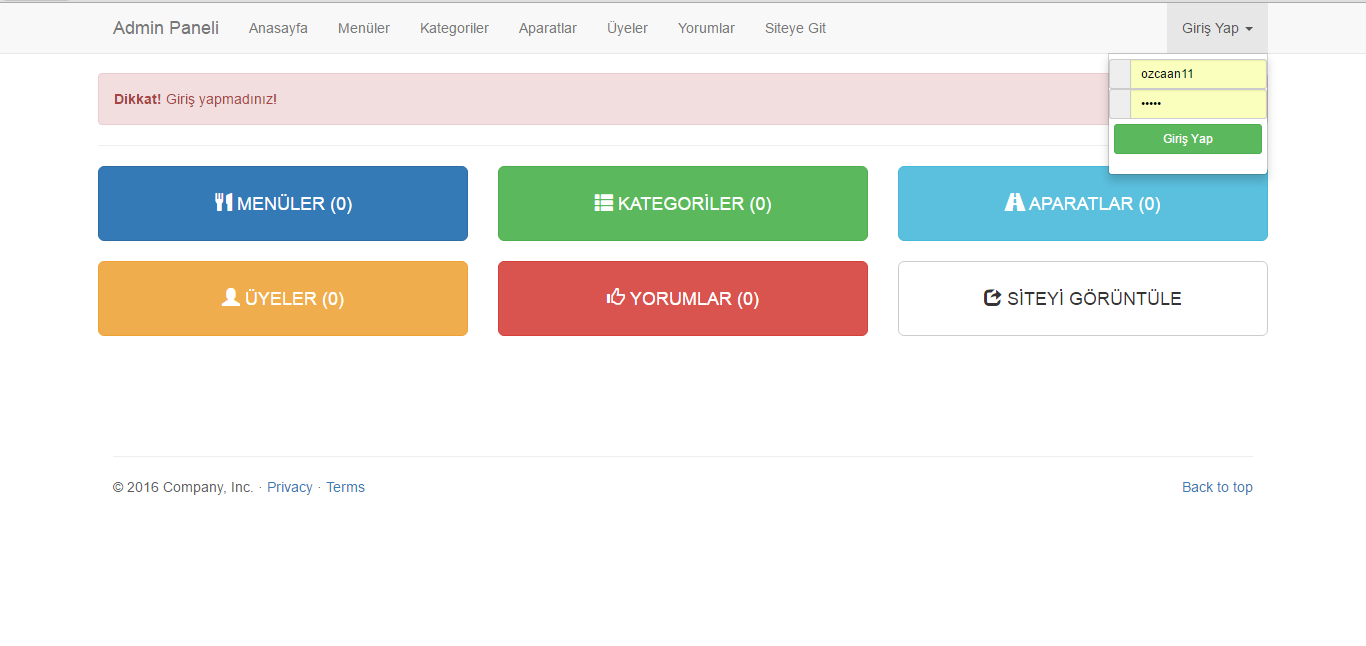 Admin Paneli Anasayfa Menüler Kategoriler Aparatlar Üyeler Yorumlar Siteye Git Giriş Yap
ozcaan11
•••••
Giriş Yap
Dikkat! Giriş yapmadınız!
MENÜLER (0) KATEGORİLER (0) APARATLAR (0)
ÜYELER (0) YORUMLAR (0) SİTEYİ GÖRÜNTÜLE
© 2016 Company, Inc. · Privacy · Terms Back to top